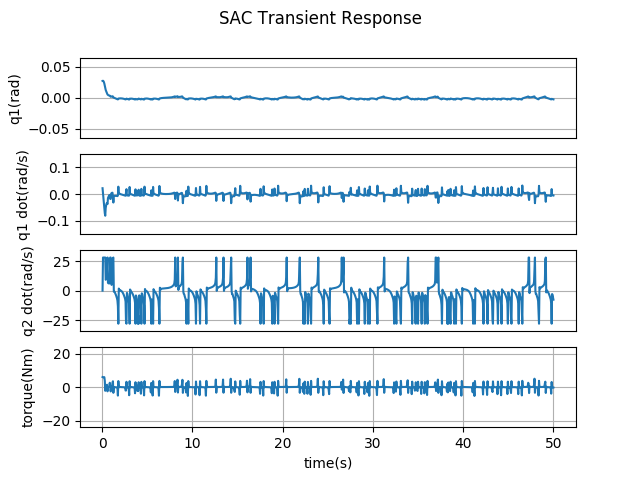 SAC Transient Response
q1(rad)
0.05
0.00
−0.05
q1 dot(rad/s)
0.1
0.0
−0.1
q2 dot(rad/s)
25
0
−25
torque(Nm)
20
0
−20
0 10 20 30 40 50
time(s)